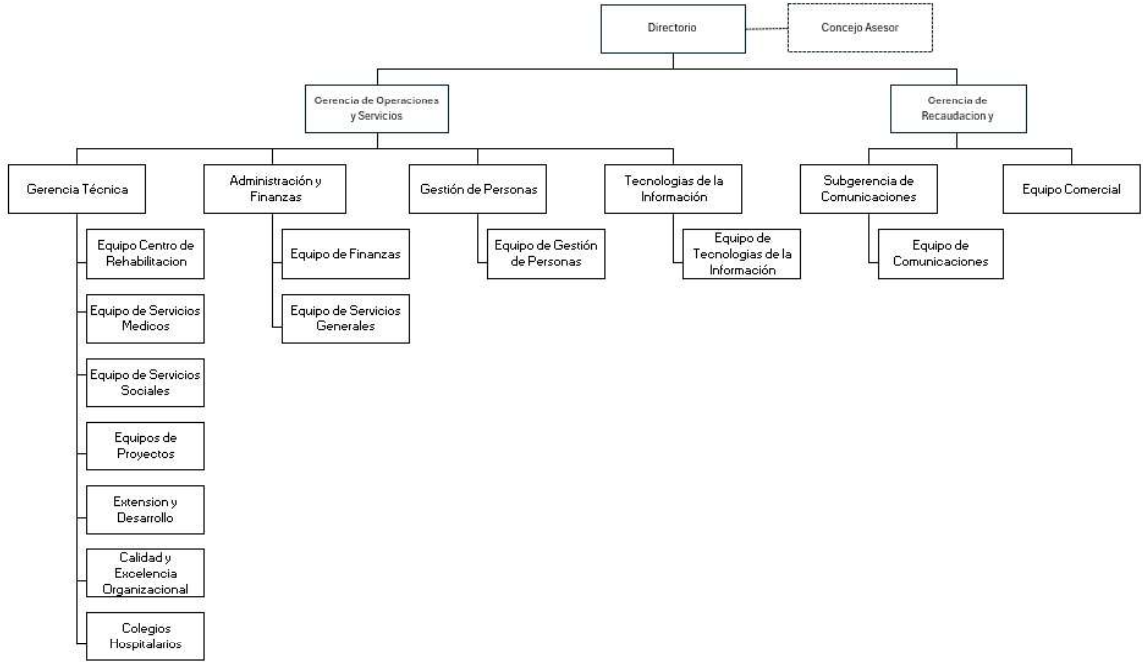 Directorio
Concejo Asesor
Gerencia de Operaciones
y Servicios
Gerencia de
Recaudacion y
Gerencia Técnica
Administración y
Finanzas
Gestión de Personas
Tecnologias de la
Información
Subgerencia de
Comunicaciones
Equipo Comercial
Equipo Centro de
Rehabilitacion
Equipo de Finanzas
Equipo de Gestión
de Personas
Equipo de
Tecnologias de la
Información
Equipo de
Comunicaciones
Equipo de Servicios
Medicos
Equipo de Servicios
Generales
Equipo de Servicios
Sociales
Equipos de
Proyectos
Extension y
Desarrollo
Calidad y
Excelencia
Organizacional
Colegios
Hospitalarios